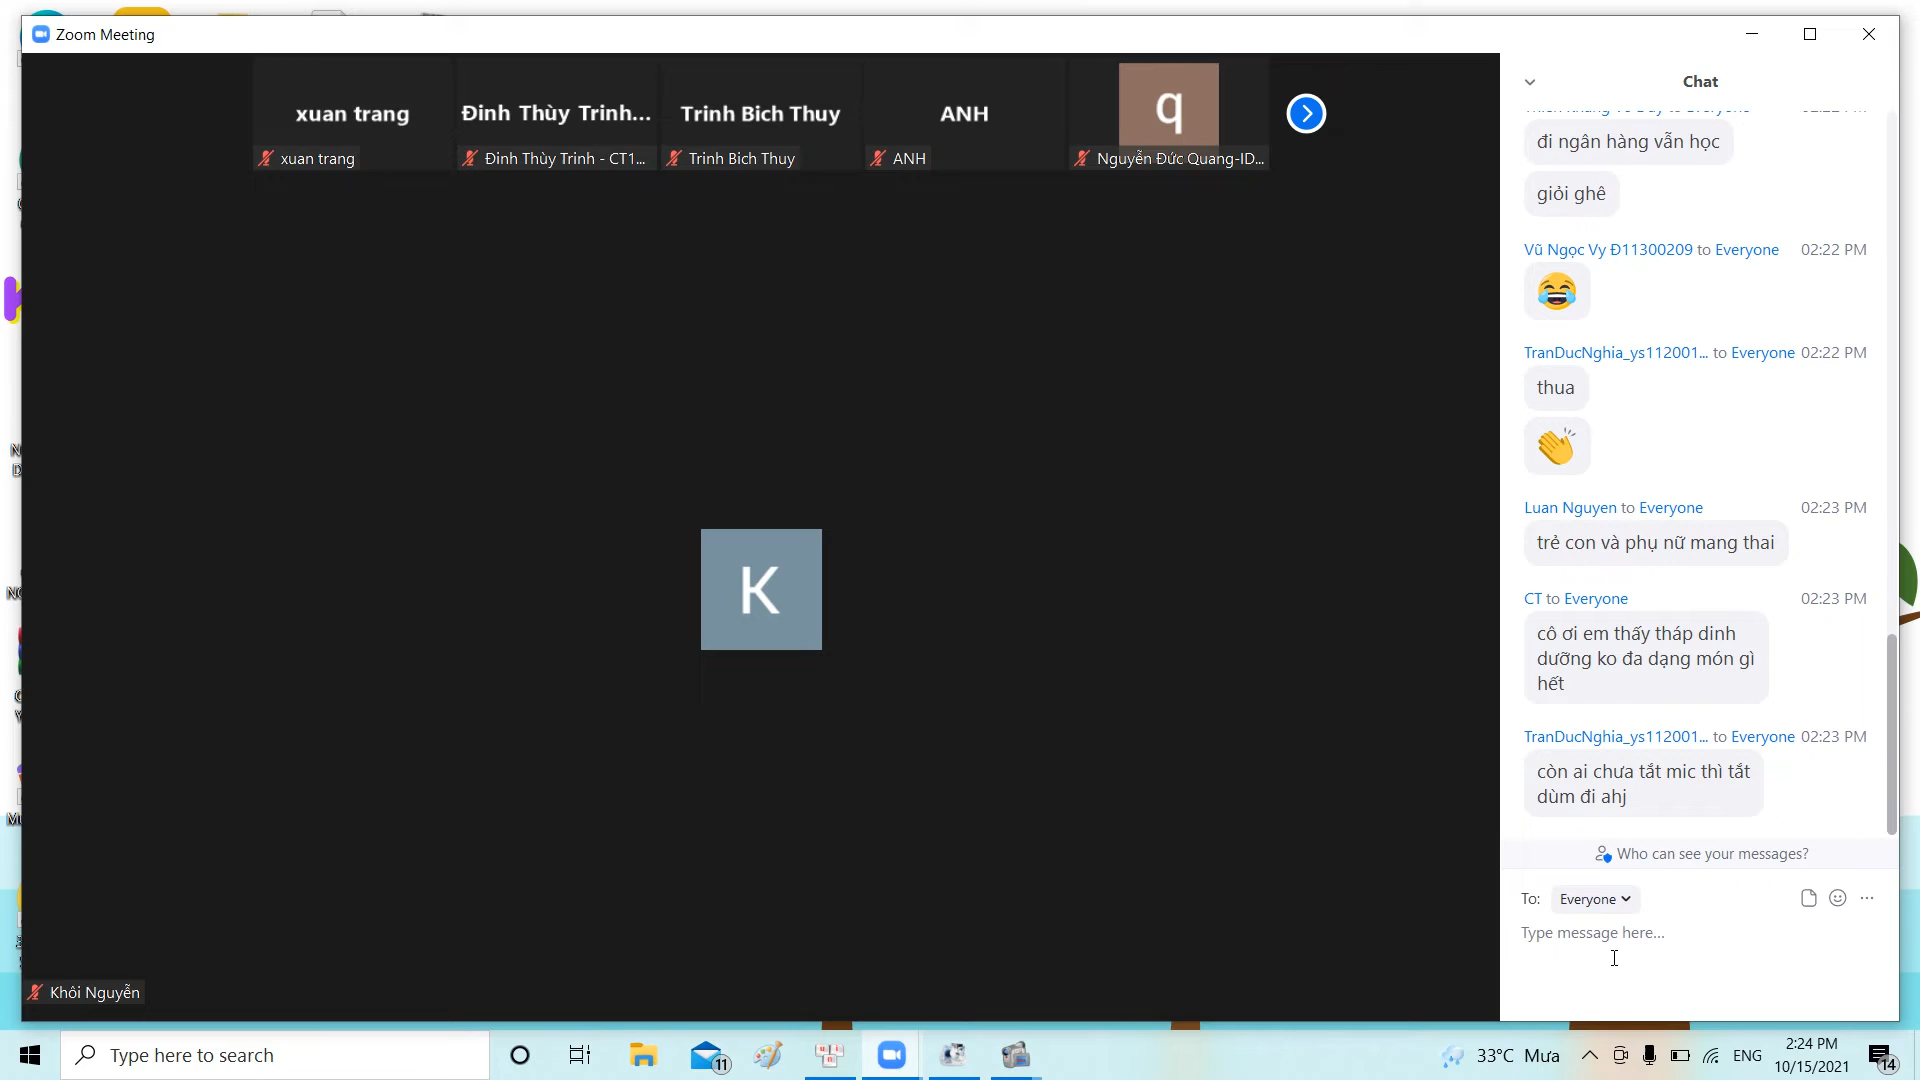 Zoom Meeting
xuan trang
Đinh Thùy Trinh...
Trinh Bich Thuy
ANH
q
xuan trang
Đinh Thùy Trinh - CT1...
Trinh Bich Thuy
ANH
Nguyễn Đức Quang-ID...
K
Khôi Nguyễn
Chat
đi ngân hàng vẫn học
giỏi ghê
Vũ Ngọc Vy Đ11300209 to Everyone 02:22 PM
TranDucNghia_ys112001... to Everyone 02:22 PM
thua
Luan Nguyen to Everyone 02:23 PM
trẻ con và phụ nữ mang thai
CT to Everyone 02:23 PM
cô ơi em thấy tháp dinh
dưỡng ko đa dạng món gì
hết
TranDucNghia_ys112001... to Everyone 02:23 PM
còn ai chưa tắt mic thì tắt
dùm đi ahj
Who can see your messages?
To: Everyone
Type message here...
Type here to search
11
33°C Mưa
ENG
2:24 PM
10/15/2021
14